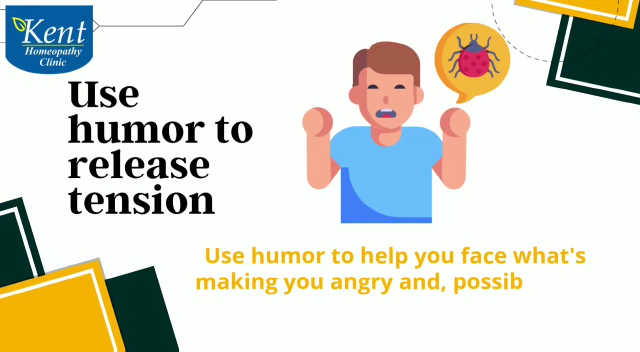 Kent
Homeopathy
Clinic
Use
humor to
release
tension
Use humor to help you face what's
making you angry and, possib